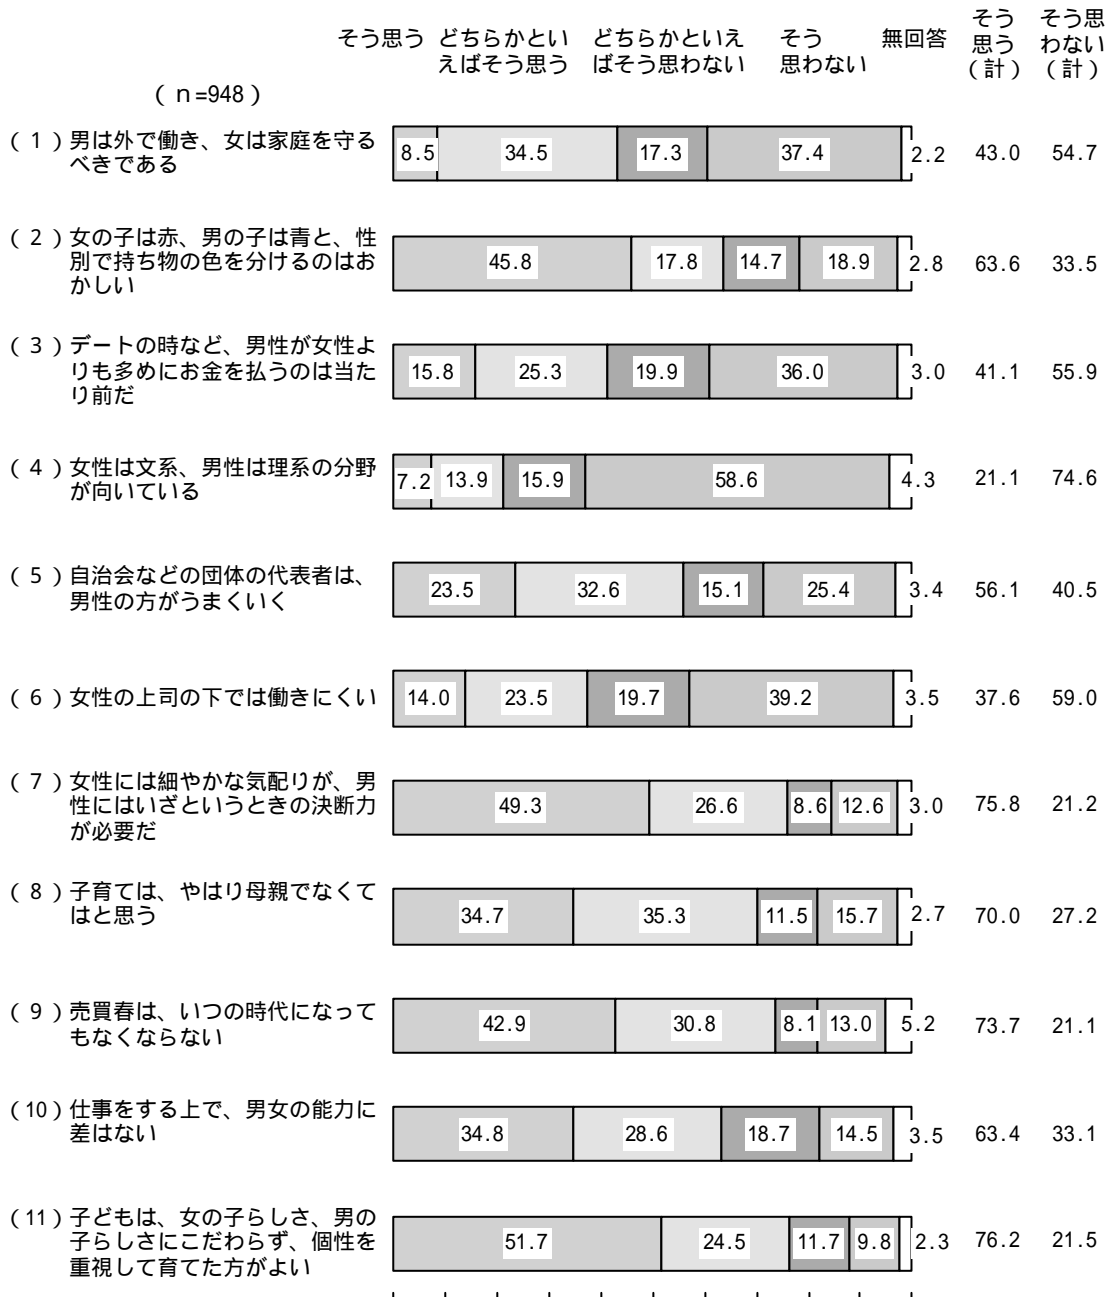 そう思う どちらかとい えばそう思う どちらかといえ ばそう思わない そう 思わない 無回答 そう 思う （計） そう思 わない （計）
（ｎ=948）
（１）男は外で働き、女は家庭を守る
べきである
8.5 34.5 17.3 37.4 2.2 43.0 54.7
（２）女の子は赤、男の子は青と、性
別で持ち物の色を分けるのはお
かしい
45.8 17.8 14.7 18.9 2.8 63.6 33.5
（３）デートの時など、男性が女性よ
りも多めにお金を払うのは当た
り前だ
15.8 25.3 19.9 36.0 3.0 41.1 55.9
（４）女性は文系、男性は理系の分野
が向いている
7.2 13.9 15.9 58.6 4.3 21.1 74.6
（５）自治会などの団体の代表者は、
男性の方がうまくいく
23.5 32.6 15.1 25.4 3.4 56.1 40.5
（６）女性の上司の下では働きにくい
14.0 23.5 19.7 39.2 3.5 37.6 59.0
（７）女性には細やかな気配りが、男
性にはいざというときの決断力
が必要だ
49.3 26.6 8.6 12.6 3.0 75.8 21.2
（８）子育ては、やはり母親でなくて
はと思う
34.7 35.3 11.5 15.7 2.7 70.0 27.2
（９）売買春は、いつの時代になって
もなくならない
42.9 30.8 8.1 13.0 5.2 73.7 21.1
（10）仕事をする上で、男女の能力に
差はない
34.8 28.6 18.7 14.5 3.5 63.4 33.1
（11）子どもは、女の子らしさ、男の
子らしさにこだわらず、個性を
重視して育てた方がよい
51.7 24.5 11.7 9.8 2.3 76.2 21.5